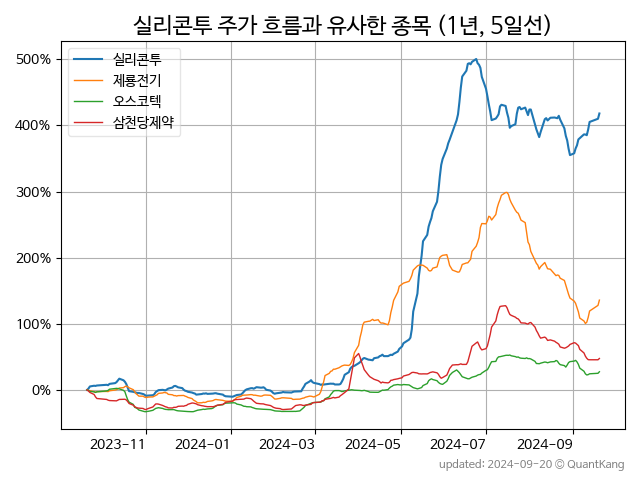 실리콘투 주가 흐름과 유사한 종목 (1년, 5일선)
실리콘투
제룡전기
오스코텍
삼천당제약
500%
400%
300%
200%
100%
0%
2023-11 2024-01 2024-03 2024-05 2024-07 2024-09
updated: 2024-09-20 © QuantKang